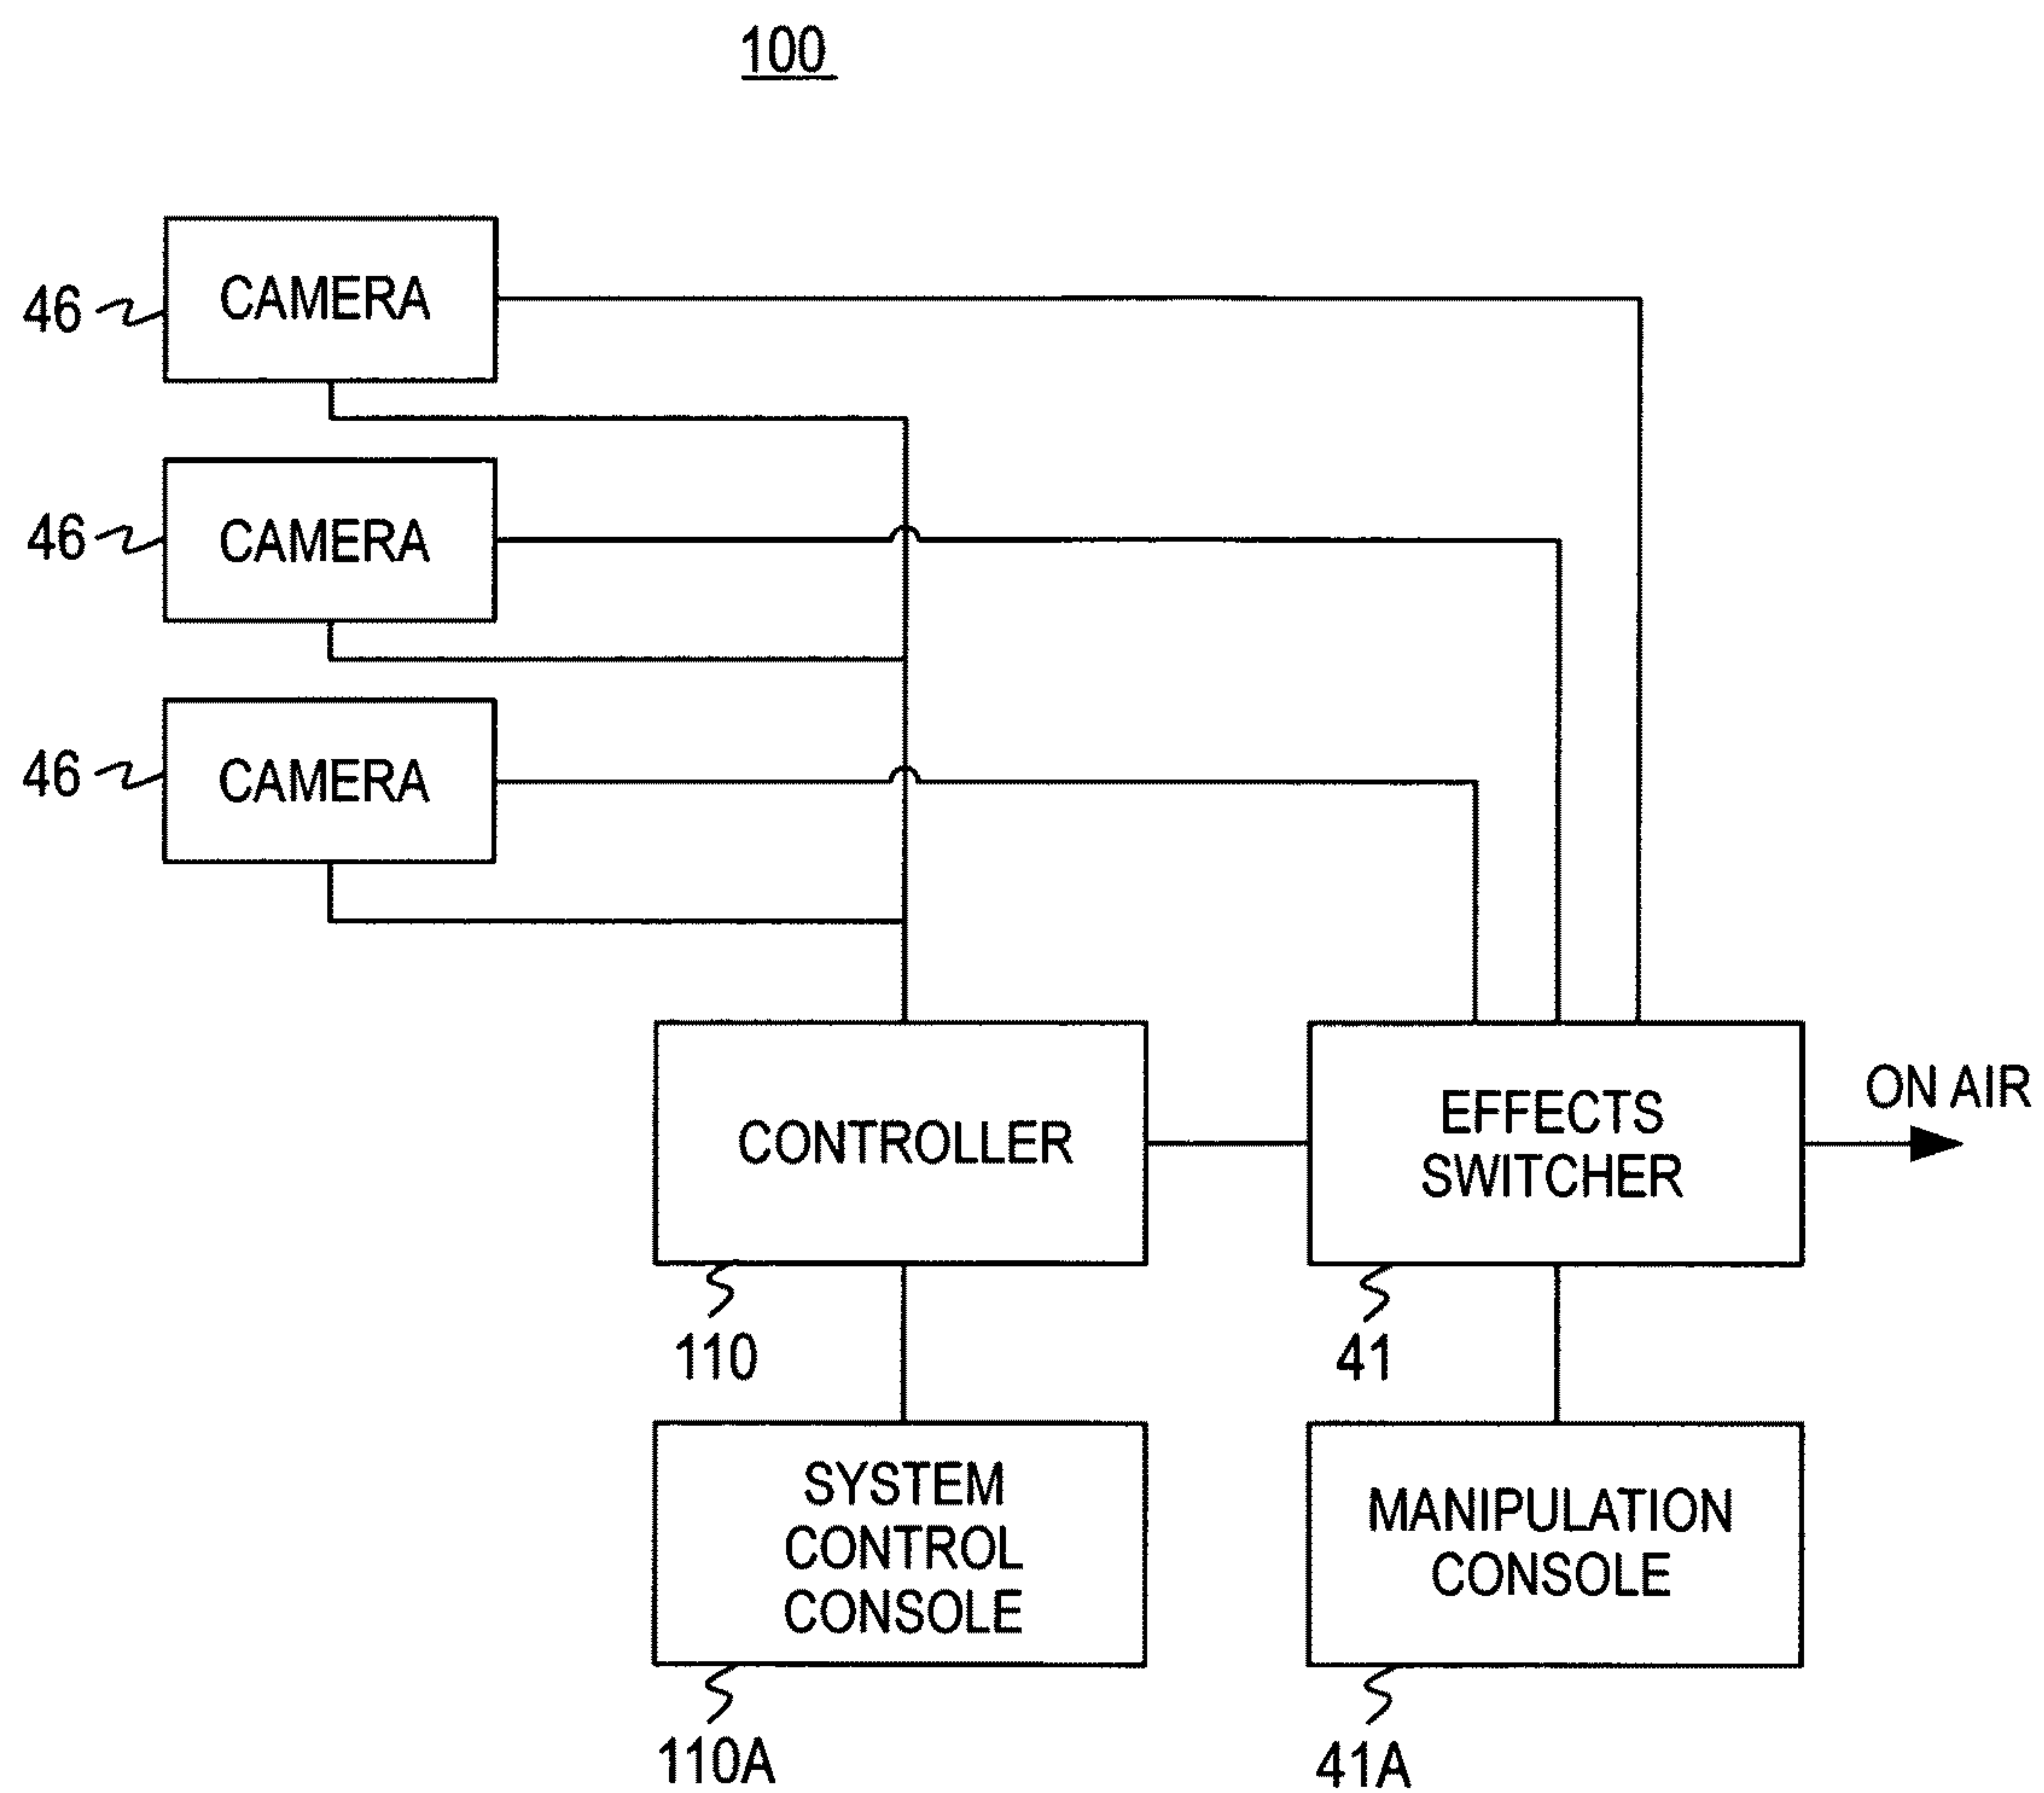 100
CAMERA
46
CAMERA
46
CAMERA
46
CONTROLLER
110
EFFECTS
SWITCHER
41
ON AIR
SYSTEM
CONTROL
CONSOLE
110A
MANIPULATION
CONSOLE
41A